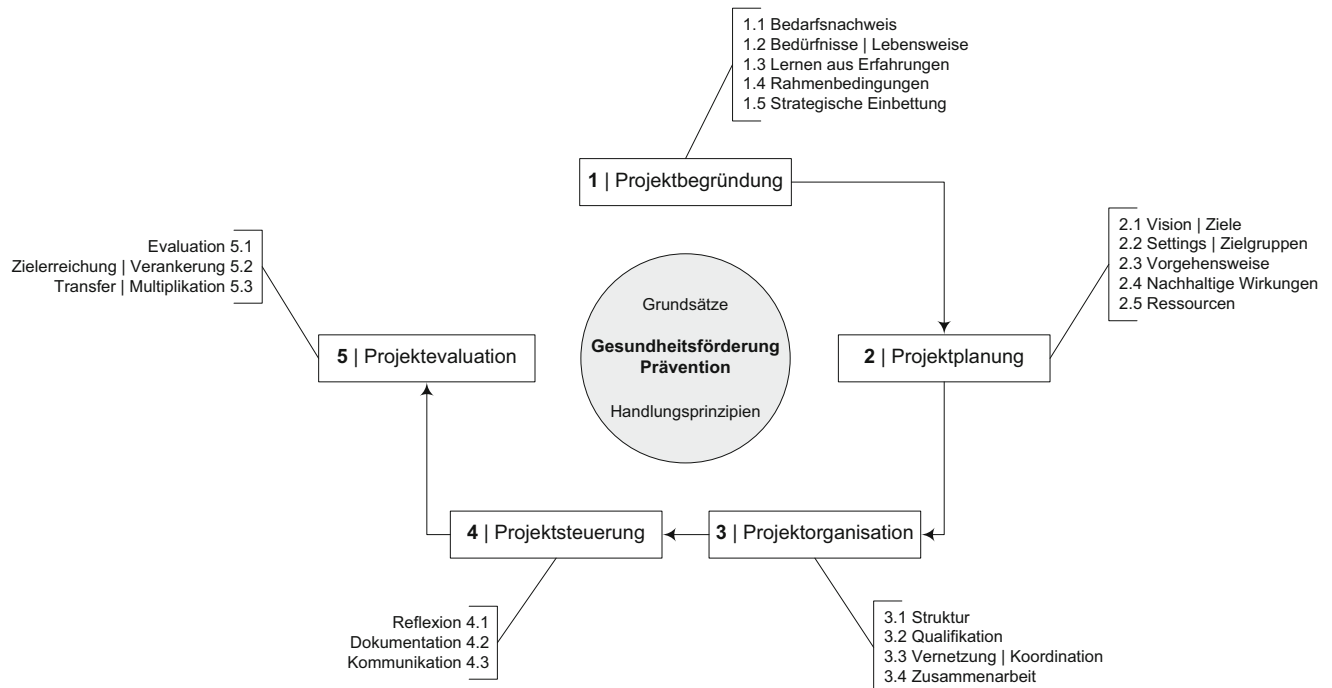 1.1 Bedarfsnachweis
1.2 Bedürfnisse | Lebensweise
1.3 Lernen aus Erfahrungen
1.4 Rahmenbedingungen
1.5 Strategische Einbettung
1 | Projektbegründung
2.1 Vision | Ziele
2.2 Settings | Zielgruppen
2.3 Vorgehensweise
2.4 Nachhaltige Wirkungen
2.5 Ressourcen
2 | Projektplanung
Evaluation 5.1
Zielerreichung | Verankerung 5.2
Transfer | Multiplikation 5.3
5 | Projektevaluation
Grundsätze
Gesundheitsförderung
Prävention
Handlungsprinzipien
4 | Projektsteuerung
3 | Projektorganisation
Reflexion 4.1
Dokumentation 4.2
Kommunikation 4.3
3.1 Struktur
3.2 Qualifikation
3.3 Vernetzung | Koordination
3.4 Zusammenarbeit